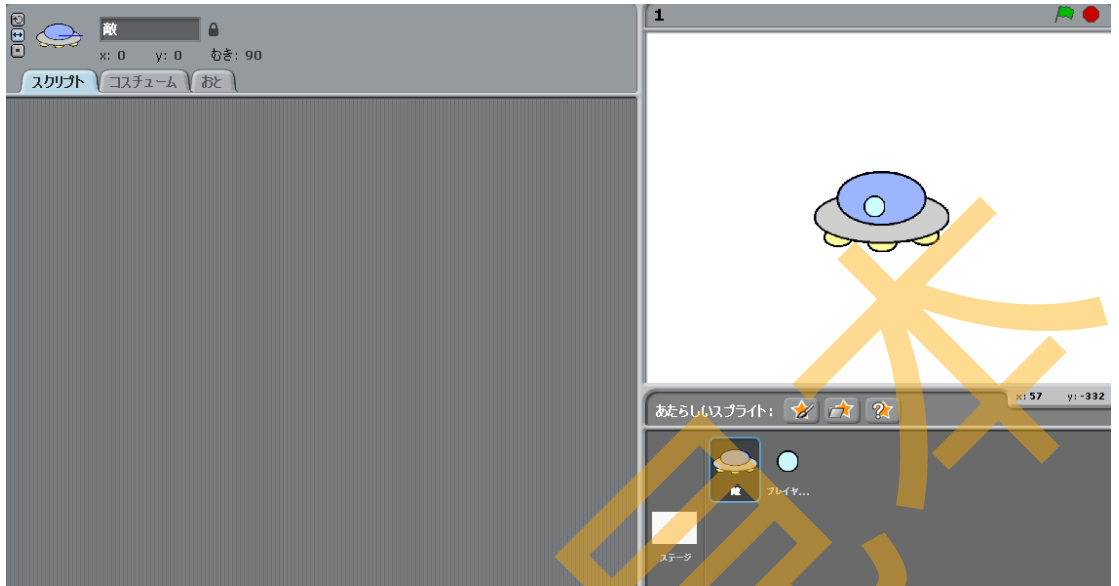 敵
x: 0 y: 0 むき: 90
スクリプト コスチューム おと
1
x: 57 y: -332
あたらしいスプライト:
敵 プレイヤ...
ステージ